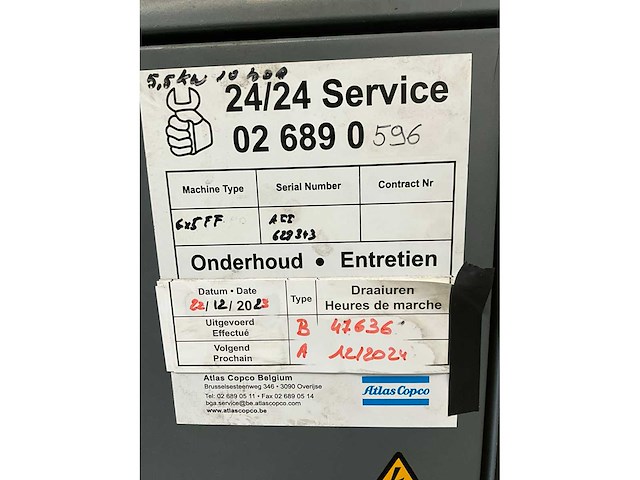 5,5kw 10 bar
24/24 Service
02 689 0 596
Machine Type Serial Number Contract Nr
GX5FF AII
629343
Onderhoud • Entretien
Datum • Date Type Draaiuren
22/12/2023 Heures de marche
Uitgevoerd B 47636
Effectué
Volgend A 12/2024
Prochain
Atlas Copco Belgium
Brusselsesteenweg 346 • 3090 Overijse
Tel: 02 689 05 11 • Fax 02 689 05 14
bga.service@be.atlascopco.com
www.atlascopco.be
Atlas Copco